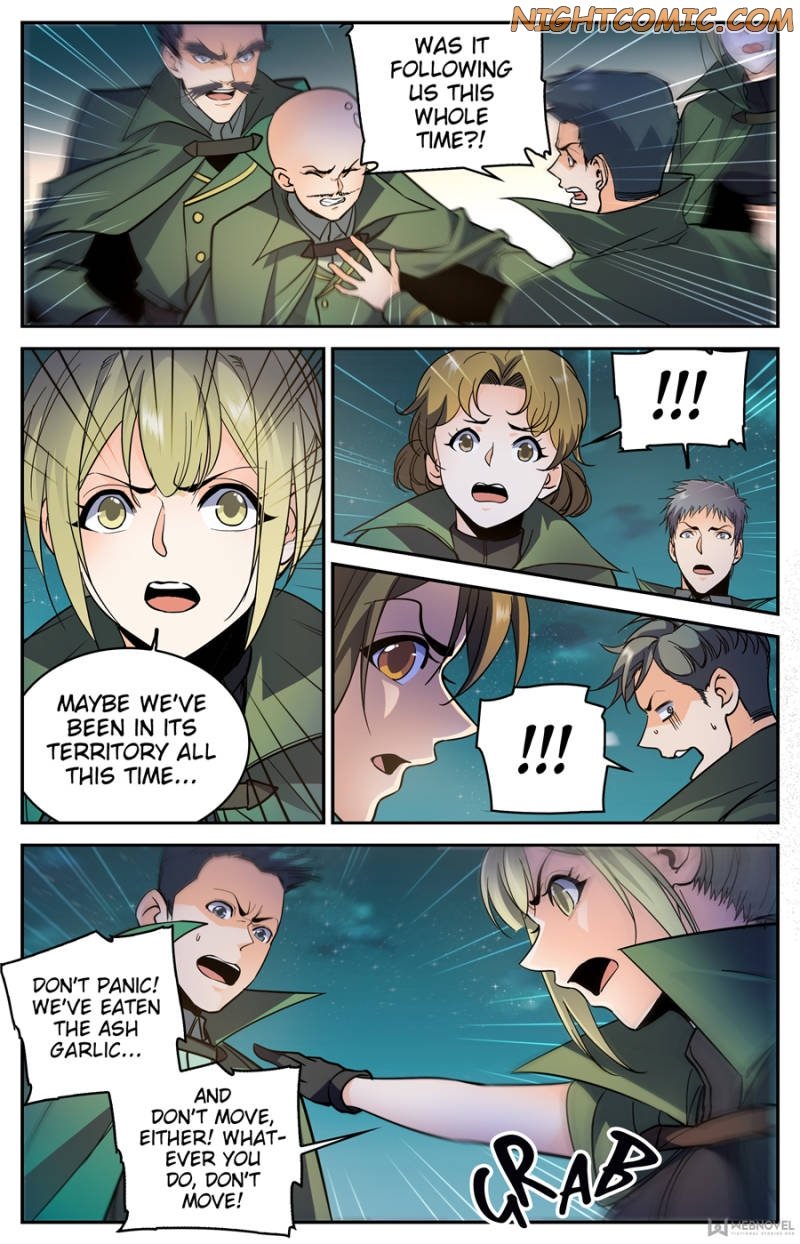 NIGHTCOMIC.COM
WAS IT
FOLLOWING
US THIS
WHOLE
TIME?!
!!!
MAYBE WE'VE
BEEN IN ITS
TERRITORY ALL
THIS TIME...
!!!
DON'T PANIC!
WE'VE EATEN
THE ASH
GARLIC...
AND
DON'T MOVE,
EITHER! WHAT-
EVER YOU
DO, DON'T
MOVE!
GRAB
WEBNOVEL